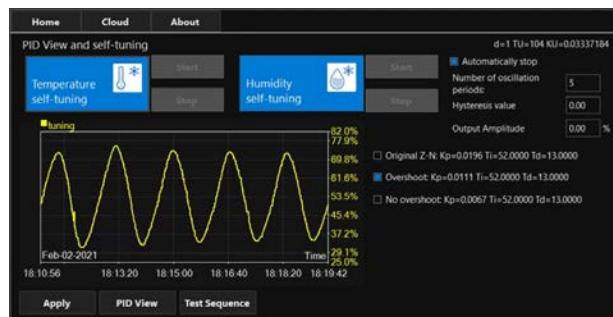 Home Cloud About
PID View and self-tuning
d=1 TU=104 KU=0.03337184
Temperature
self-tuning
Start
Stop
Humidity
self-tuning
Start
Stop
Automatically stop
Number of oscillation
periods:
5
Hysteresis value
0.00
Output Amplitude
0.00 %
tuning
82.0%
77.9%
69.8%
61.6%
53.5%
45.4%
37.2%
29.1%
25.0%
Feb-02-2021
Time
18:10:56 18:13:20 18:15:00 18:16:40 18:18:20 18:19:42
Original Z-N: Kp=0.0196 Ti=52.0000 Td=13.0000
Overshoot: Kp=0.0111 Ti=52.0000 Td=13.0000
No overshoot: Kp=0.0067 Ti=52.0000 Td=13.0000
Apply PID View Test Sequence